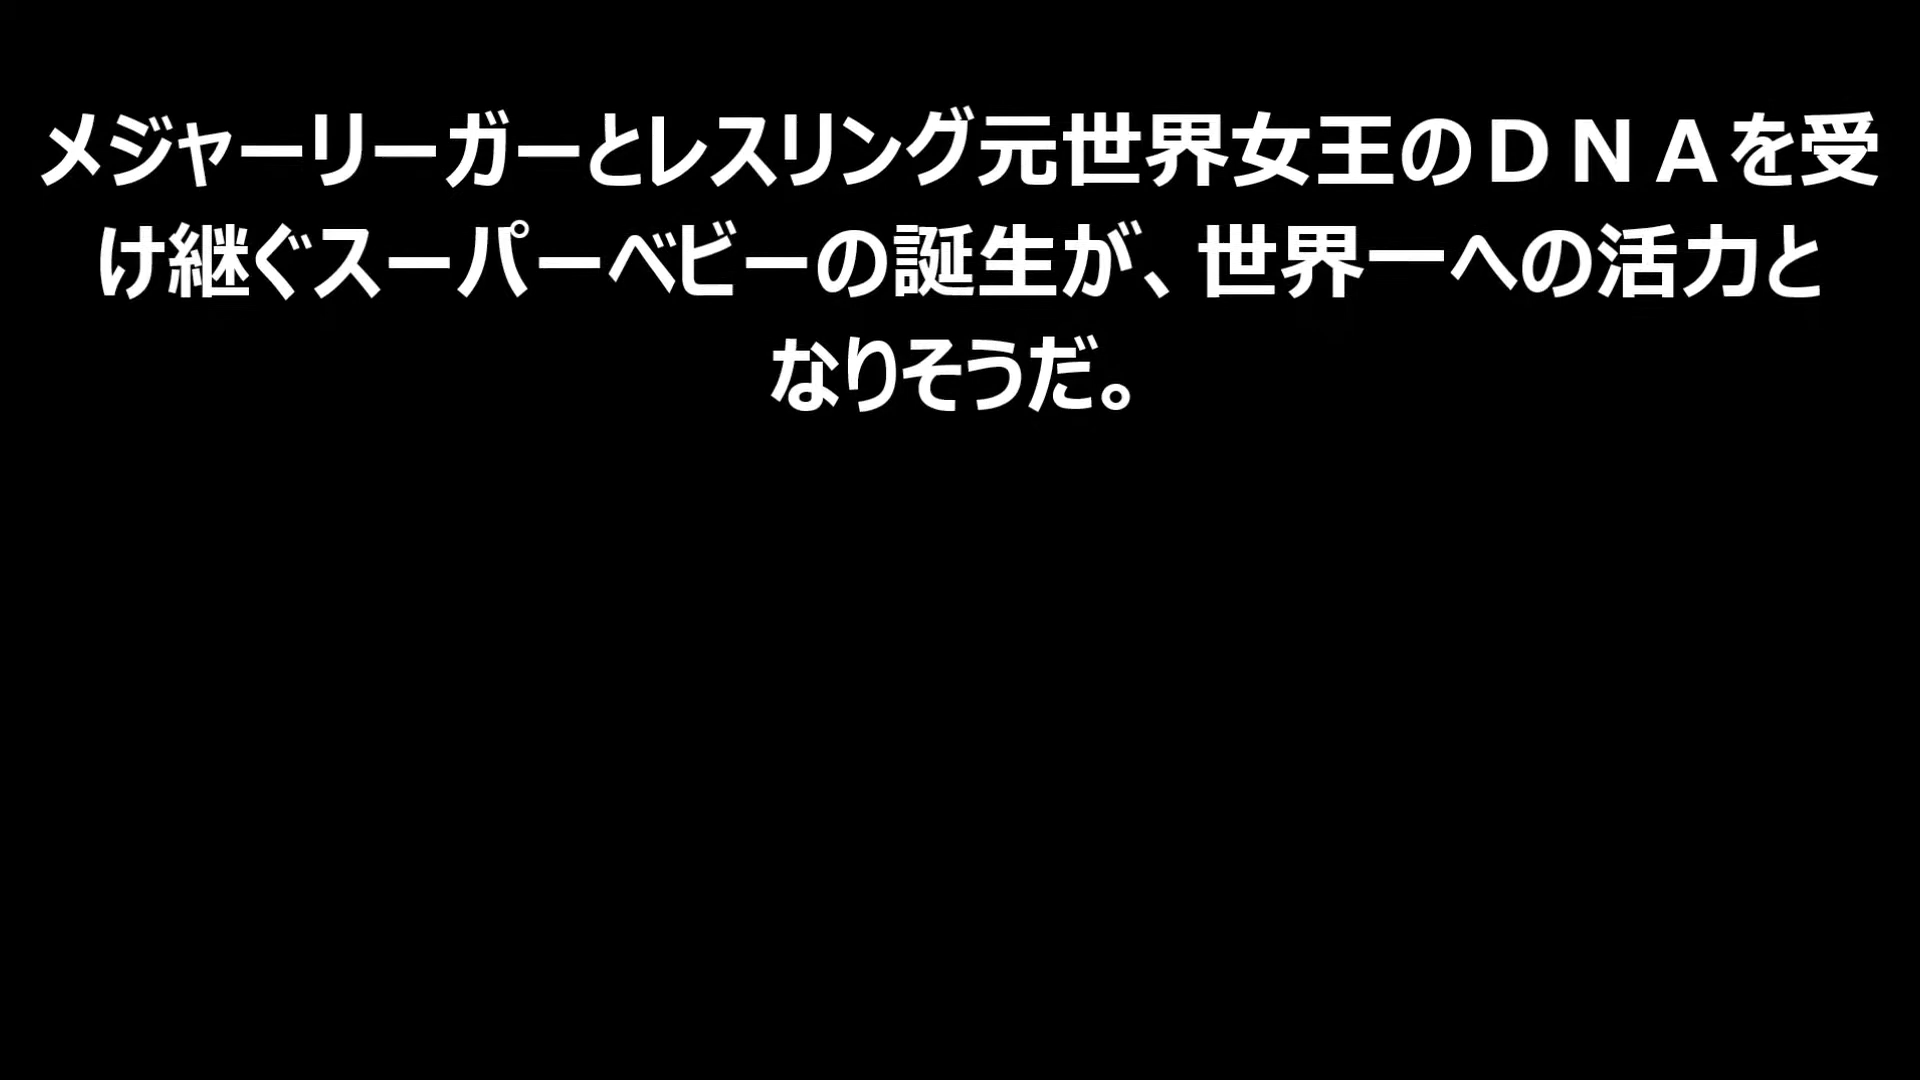 メジャーリーガーとレスリング元世界女王のＤＮＡを受
け継ぐスーパーベビーの誕生が、世界一への活力と
なりそうだ。